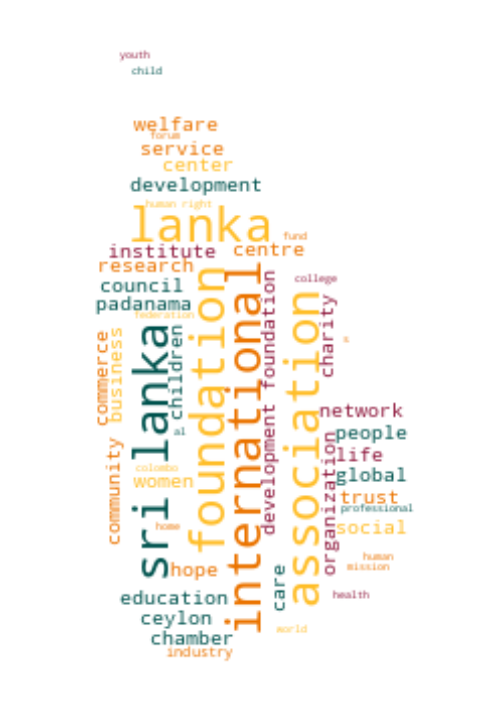 youth
child
welfare
forum
service
center
development
human right
lanka
fund
institute
centre
research
college
council
padanama
federation
foundation
international
development foundation
association
charity
s
sri lanka
children
commerce
business
al
network
people
life
global
organization
community
colombo
women
trust
professional
social
home
hope
human
mission
care
education
health
ceylon
world
chamber
industry